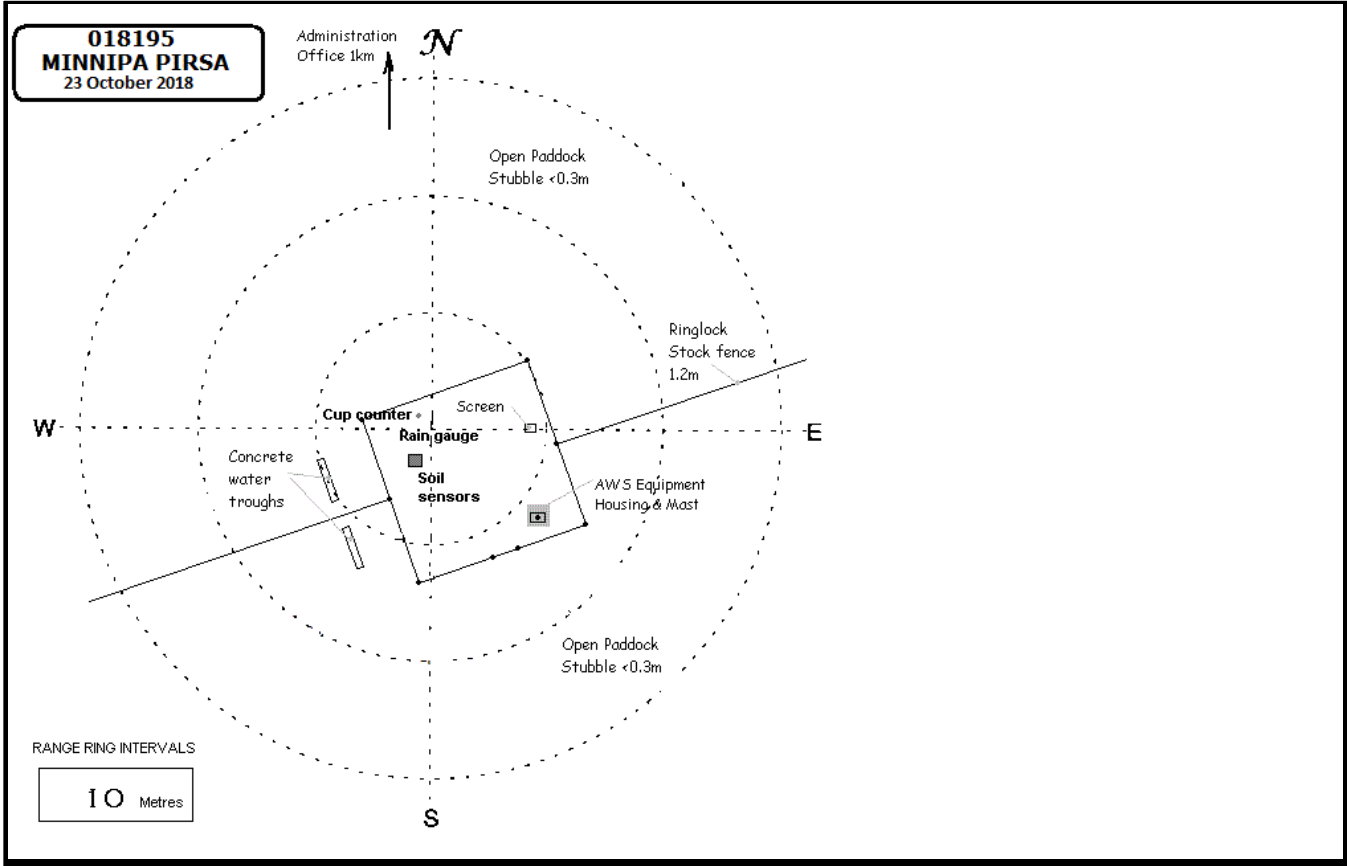 018195
MINNIPA PIRSA
23 October 2018
Administration
Office 1km
N
Open Paddock
Stubble <0.3m
Ringlock
Stock fence
1.2m
W
Cup counter
Screen
E
Rain gauge
Concrete
water
troughs
Soil
sensors
AWS Equipment
Housing & Mast
Open Paddock
Stubble <0.3m
RANGE RING INTERVALS
10 Metres
S